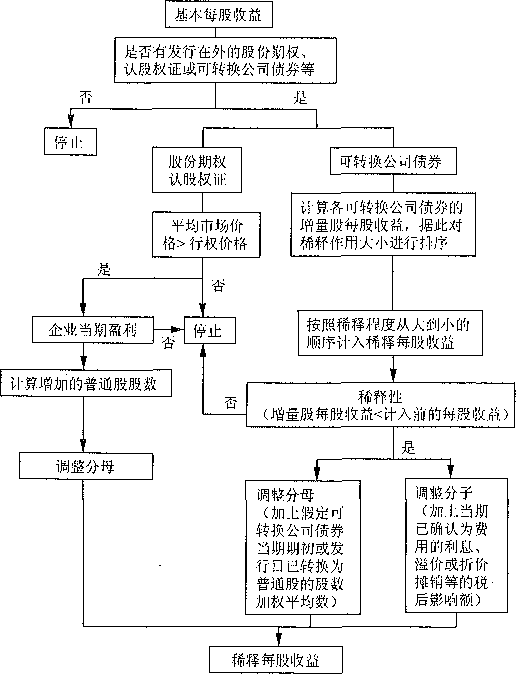 基本每股收益
是否有发行在外的股份期权、
认股权证或可转换公司债券等
否
是
停止
股份期权
认股权证
可转换公司债券
平均市场价
格>行权价格
计算各可转换公司债券的
增量股每股收益，据此对
稀释作用大小进行排序
是
否
企业当期盈利
否
停止
按照稀释程度从大到小的
顺序计入稀释每股收益
计算增加的普通股股数
否
稀释性
（增量股每股收益<计入前的每股收益）
是
调整分母
调整分母
（加上假定可
转换公司债券
当期期初或发
行日已转换为
普通股的股数
加权平均数）
调整分子
（加上当期
已确认为费
用的利息、
溢价或折价
摊销等的税
后影响额）
稀释每股收益